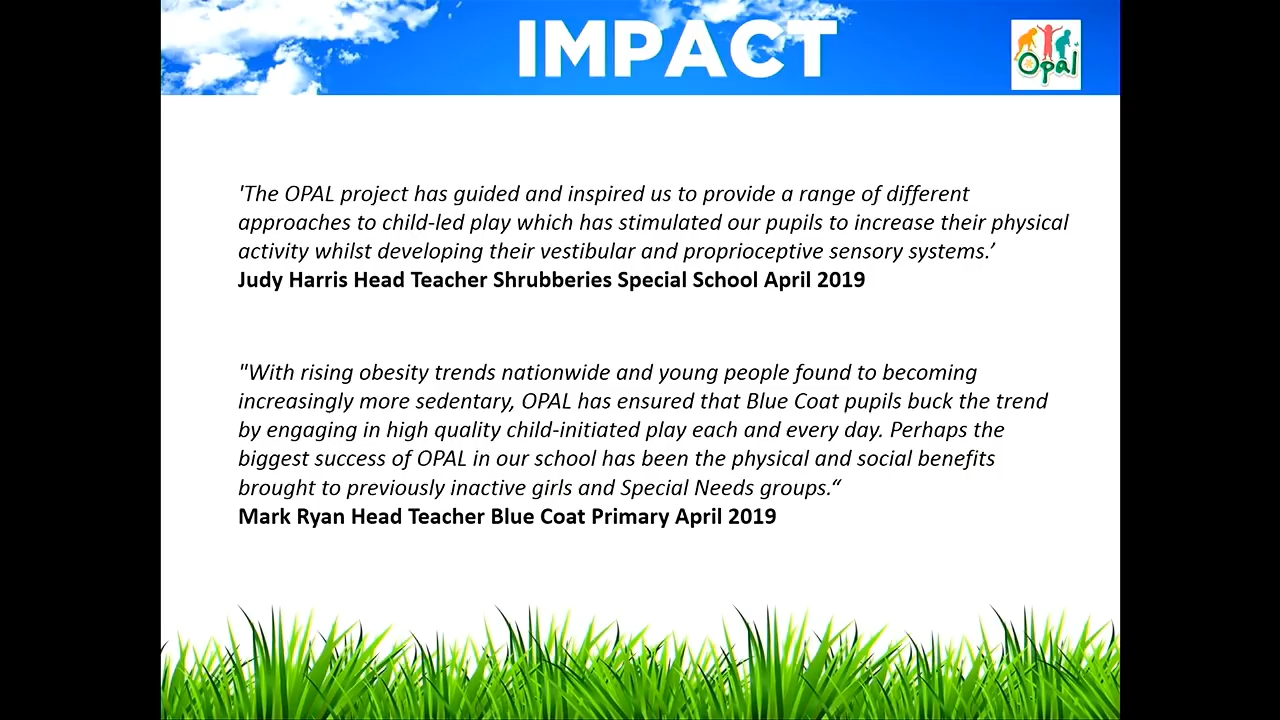 IMPACT
Opal
'The OPAL project has guided and inspired us to provide a range of different
approaches to child-led play which has stimulated our pupils to increase their physical
activity whilst developing their vestibular and proprioceptive sensory systems.’
Judy Harris Head Teacher Shrubberies Special School April 2019
"With rising obesity trends nationwide and young people found to becoming
increasingly more sedentary, OPAL has ensured that Blue Coat pupils buck the trend
by engaging in high quality child-initiated play each and every day. Perhaps the
biggest success of OPAL in our school has been the physical and social benefits
brought to previously inactive girls and Special Needs groups.“
Mark Ryan Head Teacher Blue Coat Primary April 2019